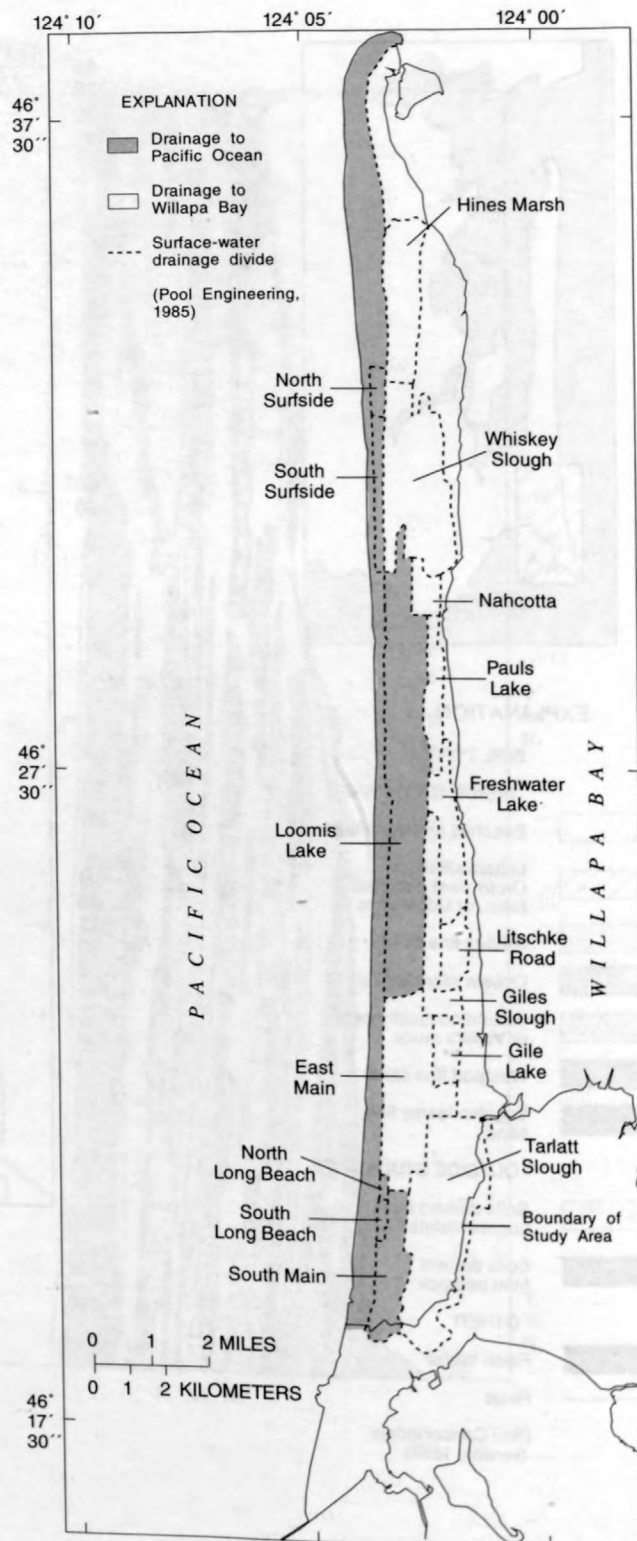 124° 10′
124° 05′
124° 00′
46°
37′
30′′
EXPLANATION
Drainage to
Pacific Ocean
Drainage to
Willapa Bay
Surface-water
drainage divide
(Pool Engineering,
1985)
Hines Marsh
North
Surfside
South
Surfside
Whiskey
Slough
Nahcotta
Pauls
Lake
46°
27′
30′′
Freshwater
Lake
PACIFIC OCEAN
WILLAPA BAY
Loomis
Lake
Litschke
Road
Giles
Slough
Gile
Lake
East
Main
North
Long Beach
Tarlatt
Slough
South
Long Beach
Boundary of
Study Area
South Main
0 1 2 MILES
0 1 2 KILOMETERS
46°
17′
30′′